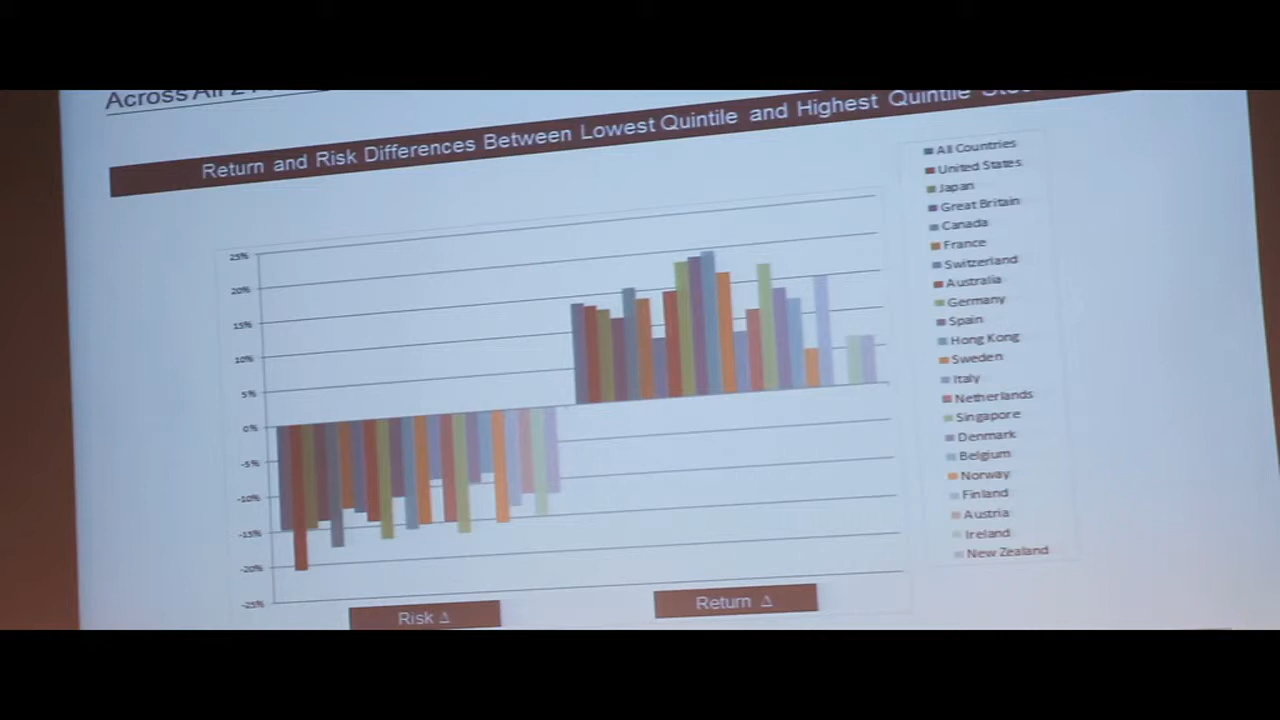 Across All
Return and Risk Differences Between Lowest Quintile and Highest Quintile
All Countries
United States
Japan
Great Britain
Canada
France
Switzerland
Australia
Germany
Spain
Hong Kong
Sweden
Italy
Netherlands
Singapore
Denmark
Belgium
Norway
Finland
Austria
Ireland
New Zealand
25%
20%
15%
10%
5%
0%
-5%
-10%
-15%
-20%
-25%
Risk Δ
Return Δ